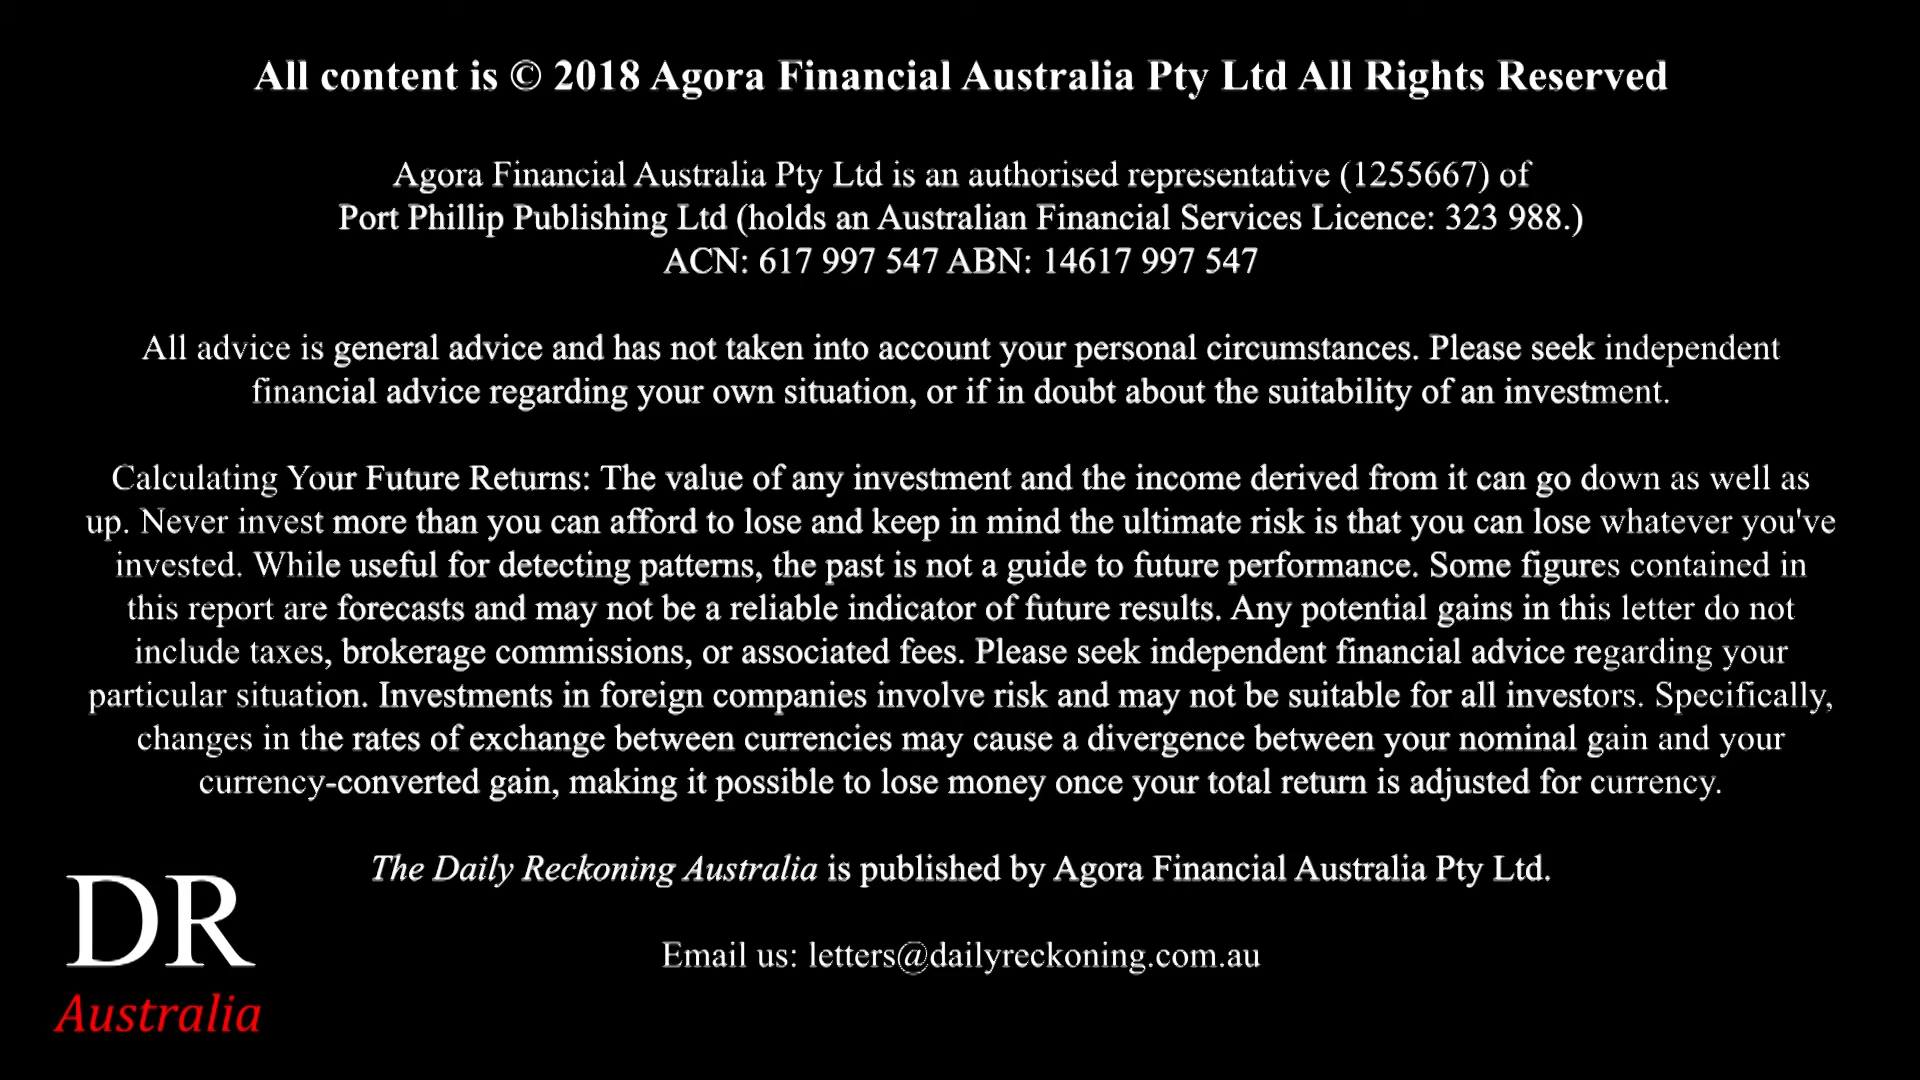 All content is © 2018 Agora Financial Australia Pty Ltd All Rights Reserved
Agora Financial Australia Pty Ltd is an authorised representative (1255667) of
Port Phillip Publishing Ltd (holds an Australian Financial Services Licence: 323 988.)
ACN: 617 997 547 ABN: 14617 997 547
All advice is general advice and has not taken into account your personal circumstances. Please seek independent
financial advice regarding your own situation, or if in doubt about the suitability of an investment.
Calculating Your Future Returns: The value of any investment and the income derived from it can go down as well as
up. Never invest more than you can afford to lose and keep in mind the ultimate risk is that you can lose whatever you've
invested. While useful for detecting patterns, the past is not a guide to future performance. Some figures contained in
this report are forecasts and may not be a reliable indicator of future results. Any potential gains in this letter do not
include taxes, brokerage commissions, or associated fees. Please seek independent financial advice regarding your
particular situation. Investments in foreign companies involve risk and may not be suitable for all investors. Specifically,
changes in the rates of exchange between currencies may cause a divergence between your nominal gain and your
currency-converted gain, making it possible to lose money once your total return is adjusted for currency.
The Daily Reckoning Australia is published by Agora Financial Australia Pty Ltd.
Email us: letters@dailyreckoning.com.au
DR
Australia